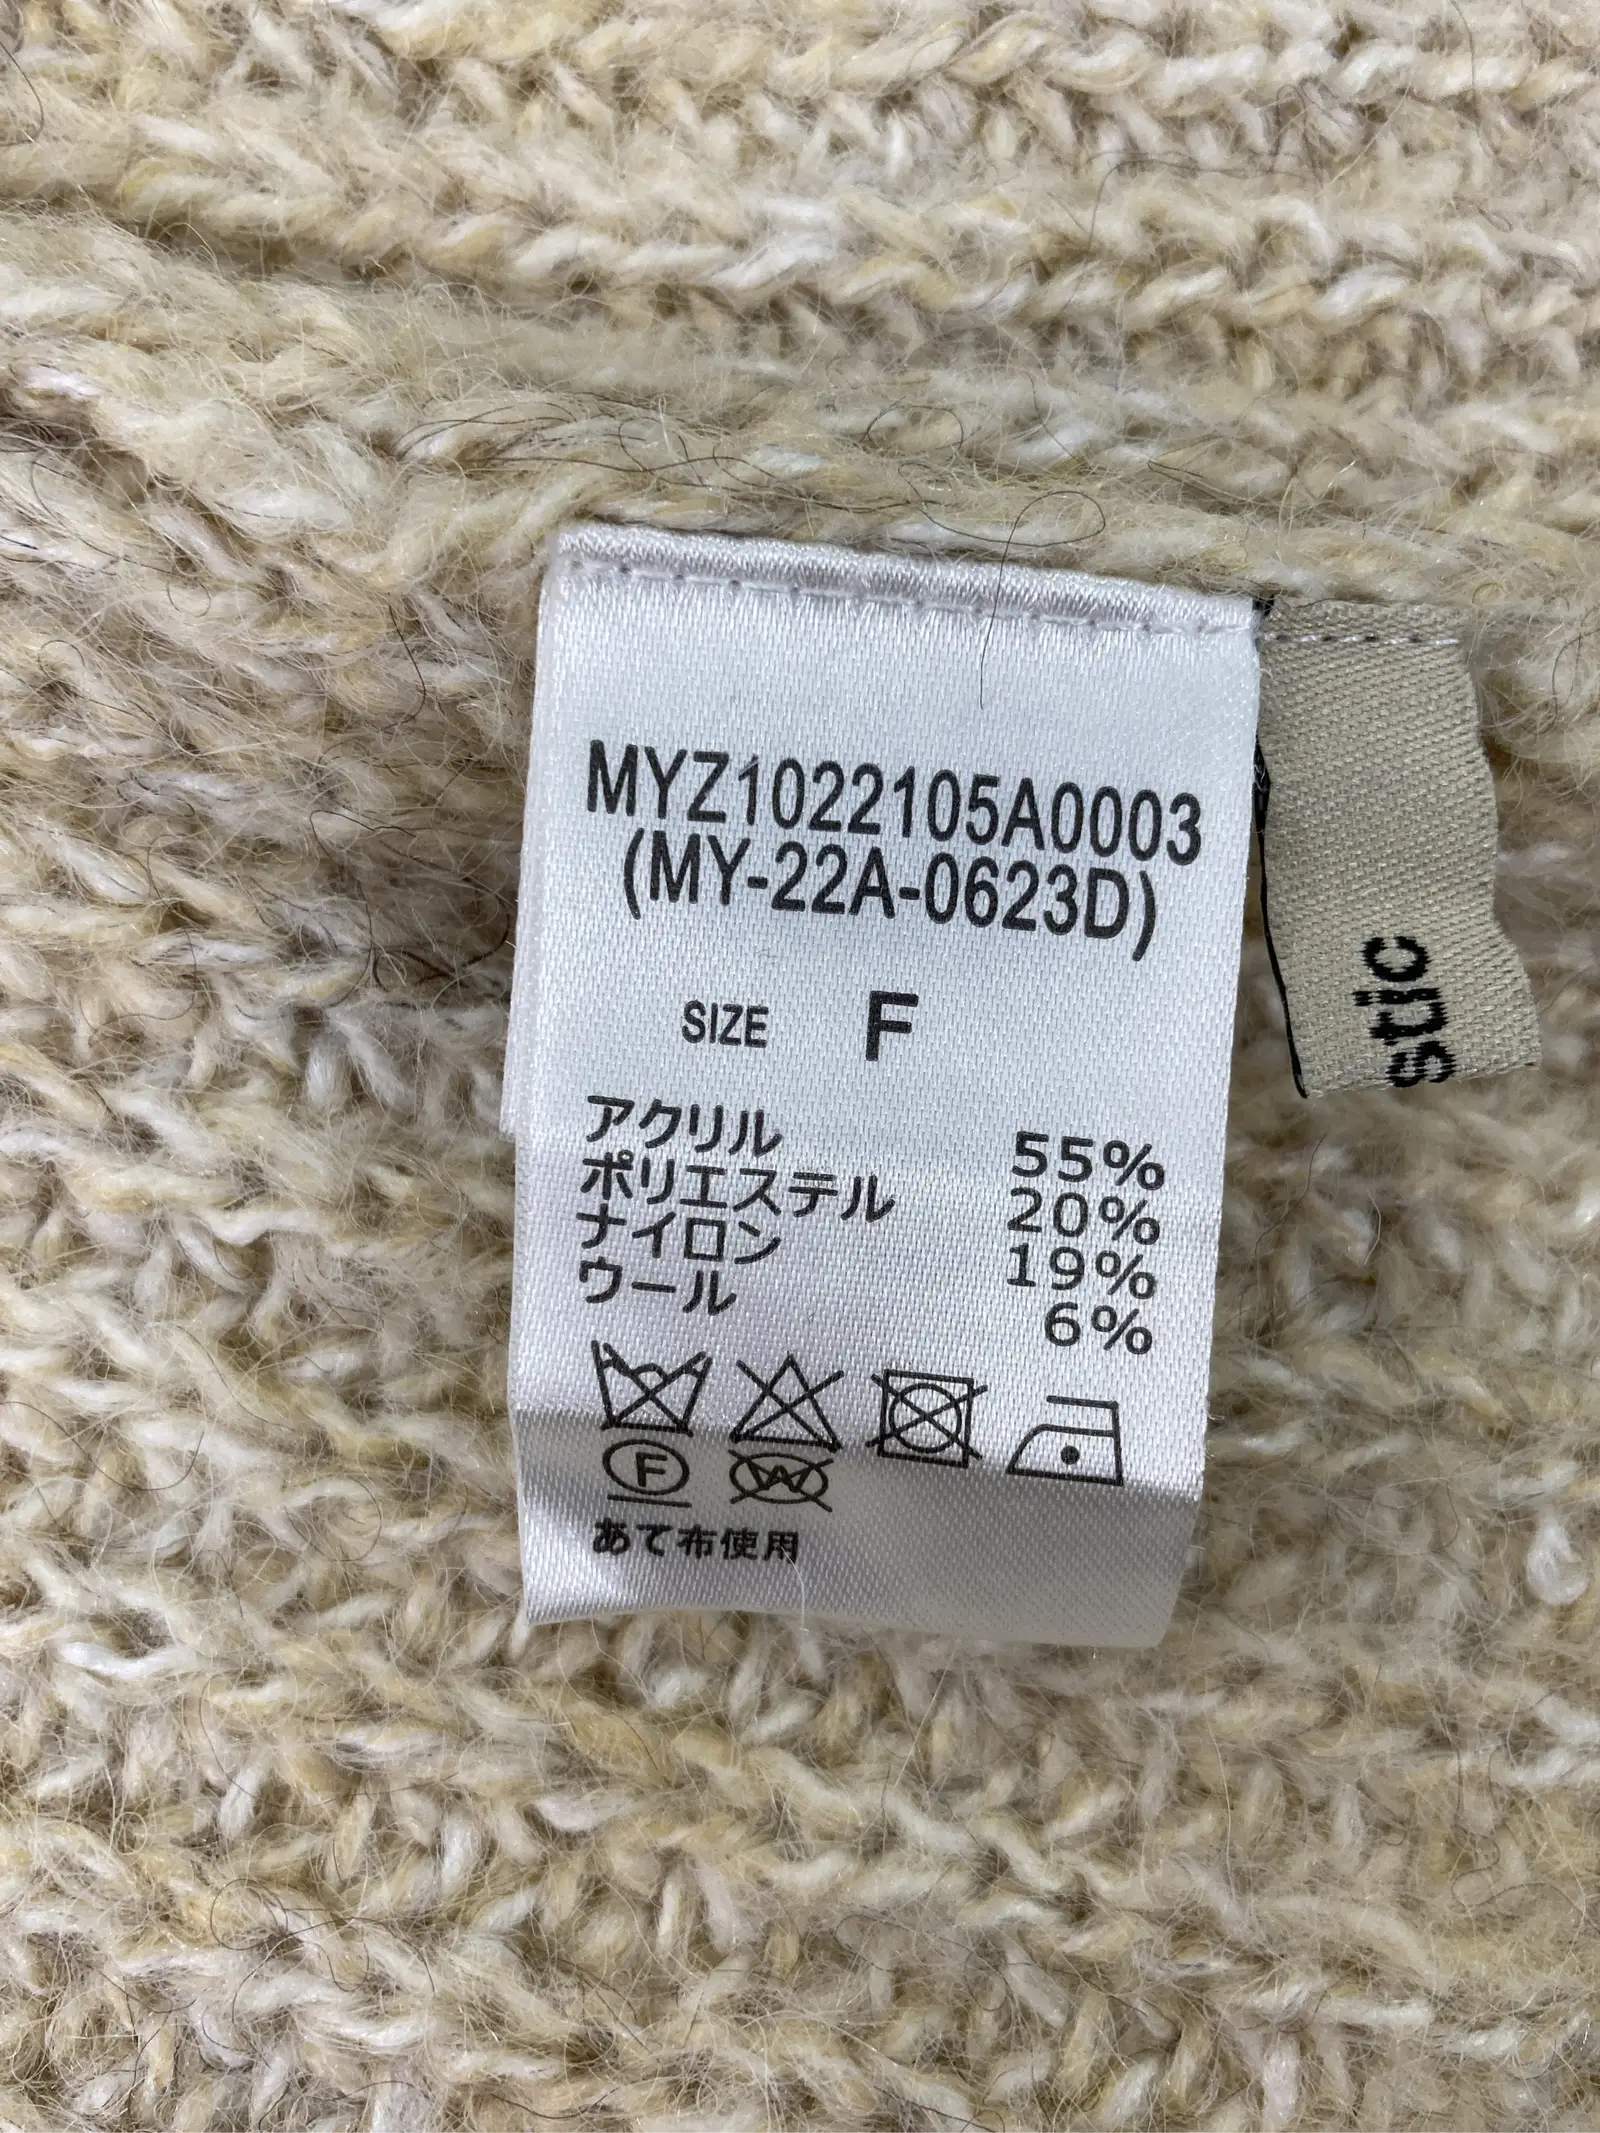 MYZ1022105A0003
(MY-22A-0623D)
SIZE F
アクリル 55%
ポリエステル 20%
ナイロン 19%
ウール 6%
F W
あて布使用
stic